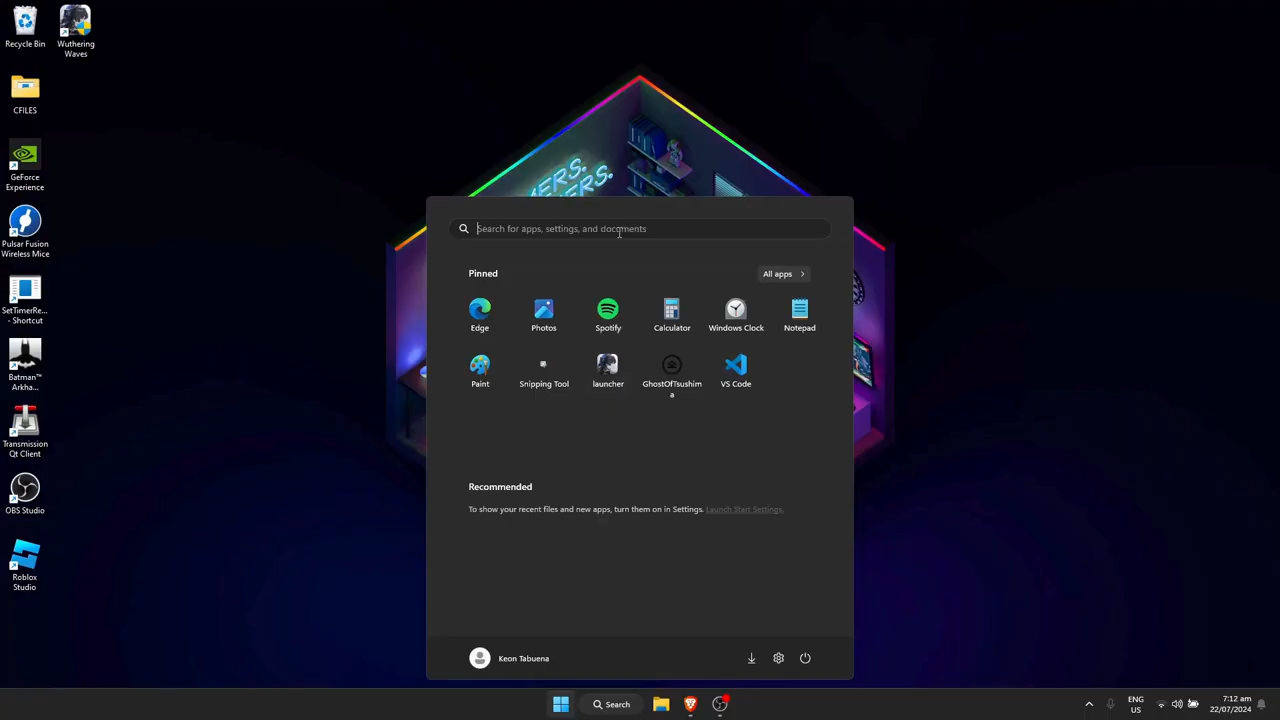 Recycle Bin
Wuthering
Waves
CFILES
GeForce
Experience
Pulsar Fusion
Wireless Mice
SetTimerRe...
- Shortcut
Batman™
Arkha...
Transmission
Qt Client
OBS Studio
Roblox
Studio
ERS.
ERS.
Search for apps, settings, and documents
Pinned
All apps
Edge
Photos
Spotify
Calculator
Windows Clock
Notepad
Paint
Snipping Tool
launcher
GhostOfTsushim
a
VS Code
Recommended
To show your recent files and new apps, turn them on in Settings. Launch Start Settings.
Keon Tabuena
Search
ENG
US
7:12 am
22/07/2024